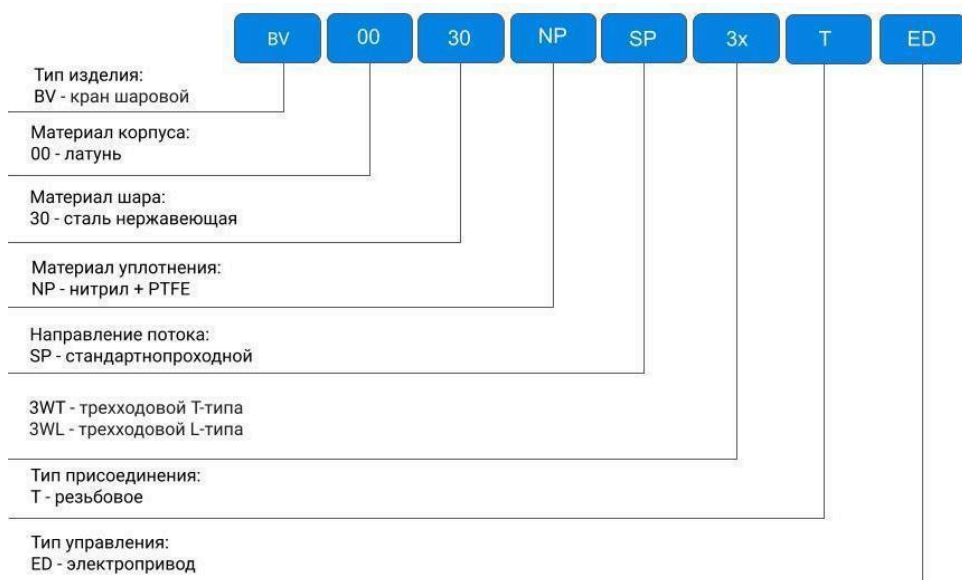 BV 00 30 NP SP 3x T ED
Тип изделия:
BV - кран шаровой
Материал корпуса:
00 - латунь
Материал шара:
30 - сталь нержавеющая
Материал уплотнения:
NP - нитрил + PTFE
Направление потока:
SP - стандартнопроходной
3WT - трехходовой T-типа
3WL - трехходовой L-типа
Тип присоединения:
T - резьбовое
Тип управления:
ED - электропривод